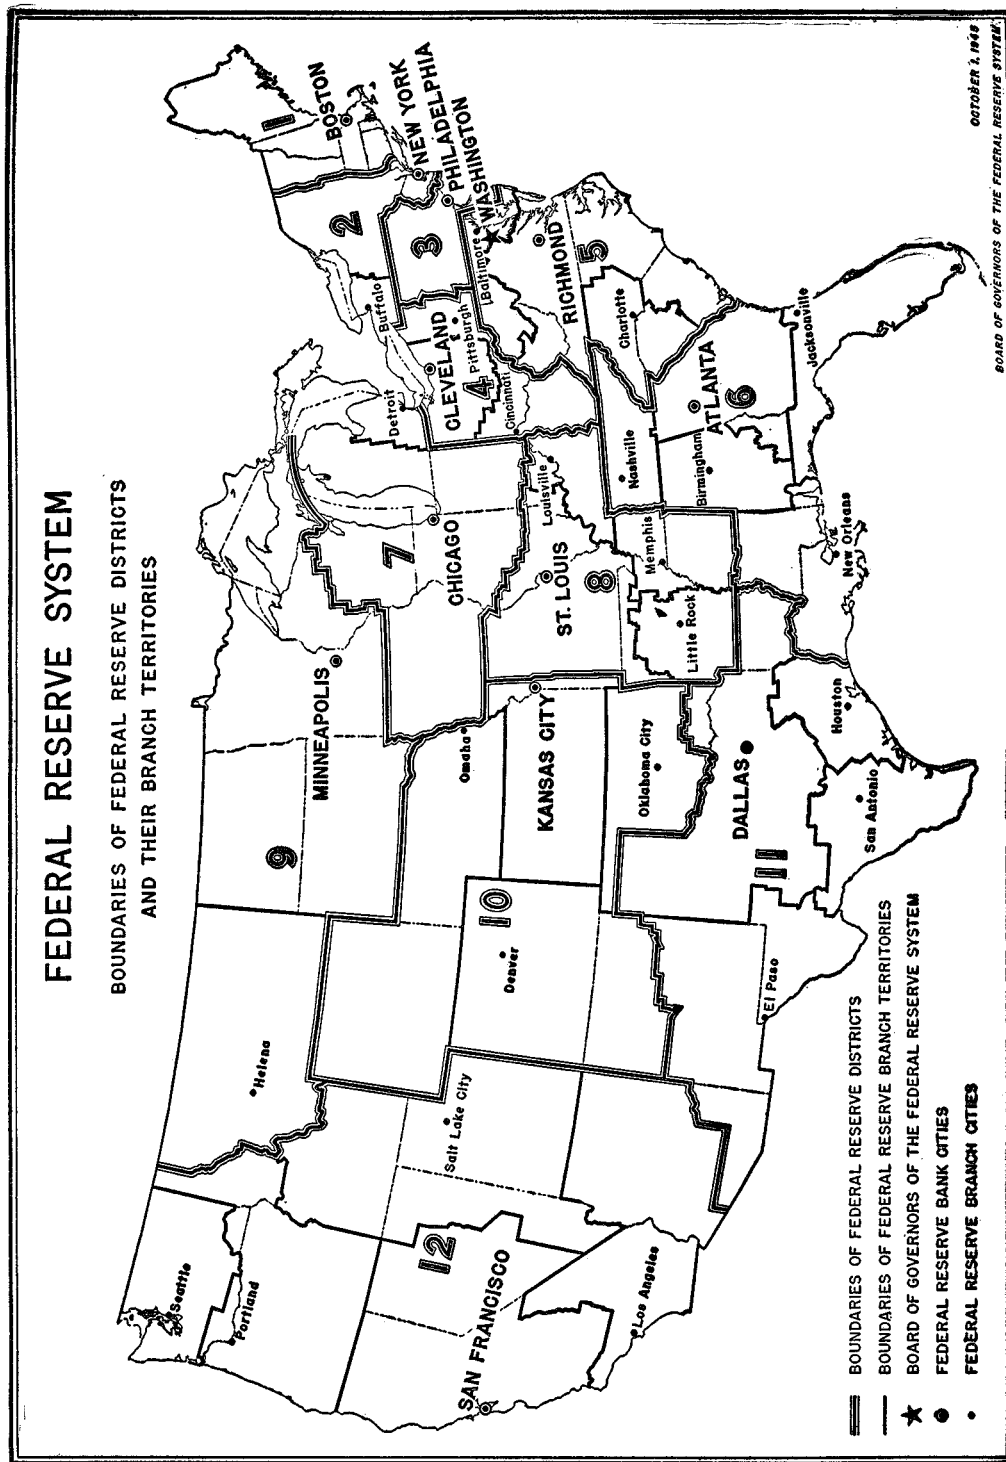 FEDERAL RESERVE SYSTEM
BOUNDARIES OF FEDERAL RESERVE DISTRICTS
AND THEIR BRANCH TERRITORIES
Seattle
Portland
Helena
9
MINNEAPOLIS
12
SAN FRANCISCO
Salt Lake City
Los Angeles
10
Denver
Omaha
KANSAS CITY
Oklahoma City
7
CHICAGO
Detroit
ST. LOUIS
8
Louisville
Memphis
Little Rock
1
BOSTON
2
NEW YORK
Buffalo
3
PHILADELPHIA
WASHINGTON
Baltimore
CLEVELAND
4
Pittsburgh
Cincinnati
RICHMOND
5
Charlotte
Nashville
ATLANTA
6
Birmingham
Jacksonville
New Orleans
DALLAS
11
El Paso
Houston
San Antonio
BOUNDARIES OF FEDERAL RESERVE DISTRICTS
BOUNDARIES OF FEDERAL RESERVE BRANCH TERRITORIES
BOARD OF GOVERNORS OF THE FEDERAL RESERVE SYSTEM
FEDERAL RESERVE BANK CITIES
FEDERAL RESERVE BRANCH CITIES
OCTOBER 1,
BOARD OF GOVERNORS OF THE FEDERAL RESERVE SYSTEM